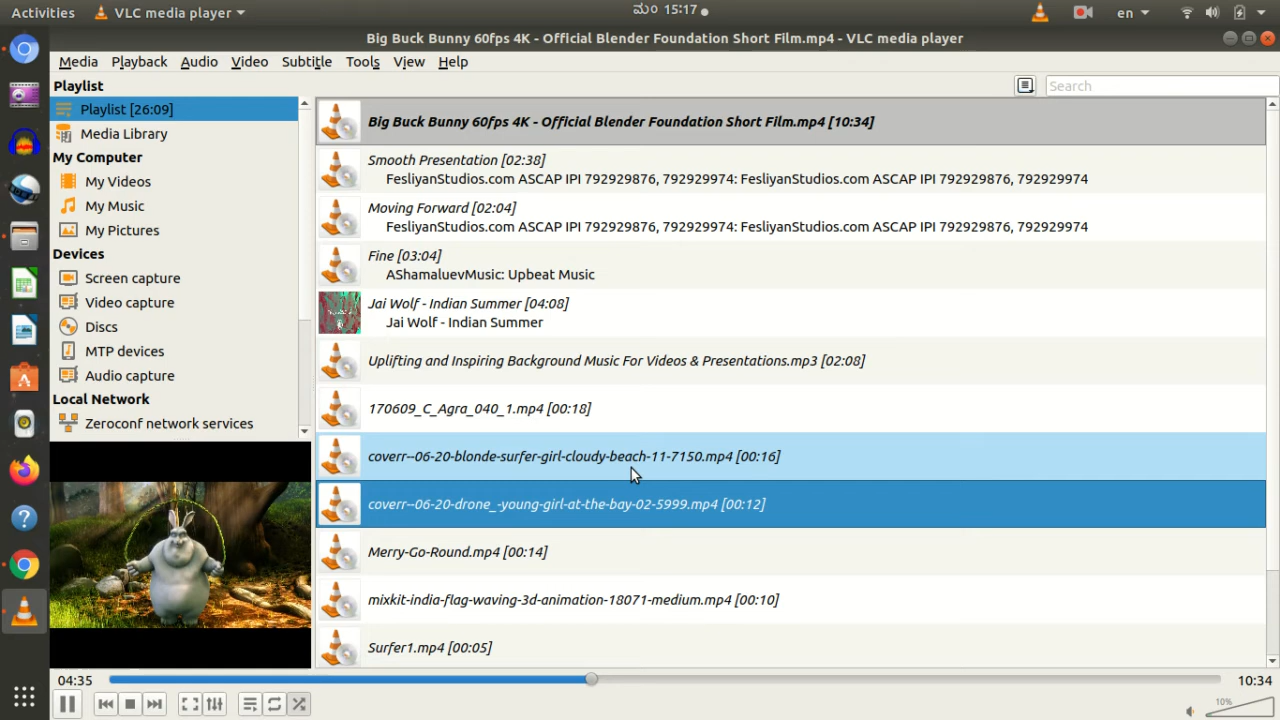 Activities VLC media player ಮಂ 15:17 en
Big Buck Bunny 60fps 4K - Official Blender Foundation Short Film.mp4 - VLC media player
Media Playback Audio Video Subtitle Tools View Help
Playlist
Search
Playlist [26:09]
Media Library
My Computer
My Videos
My Music
My Pictures
Devices
Screen capture
Video capture
Discs
MTP devices
Audio capture
Local Network
Zeroconf network services
Big Buck Bunny 60fps 4K - Official Blender Foundation Short Film.mp4 [10:34]
Smooth Presentation [02:38]
FesliyanStudios.com ASCAP IPI 792929876, 792929974: FesliyanStudios.com ASCAP IPI 792929876, 792929974
Moving Forward [02:04]
FesliyanStudios.com ASCAP IPI 792929876, 792929974: FesliyanStudios.com ASCAP IPI 792929876, 792929974
Fine [03:04]
AShamaluevMusic: Upbeat Music
Jai Wolf - Indian Summer [04:08]
Jai Wolf - Indian Summer
Uplifting and Inspiring Background Music For Videos & Presentations.mp3 [02:08]
170609_C_Agra_040_1.mp4 [00:18]
coverr--06-20-blonde-surfer-girl-cloudy-beach-11-7150.mp4 [00:16]
coverr--06-20-drone_-young-girl-at-the-bay-02-5999.mp4 [00:12]
Merry-Go-Round.mp4 [00:14]
mixkit-india-flag-waving-3d-animation-18071-medium.mp4 [00:10]
Surfer1.mp4 [00:05]
04:35 10:34
10%